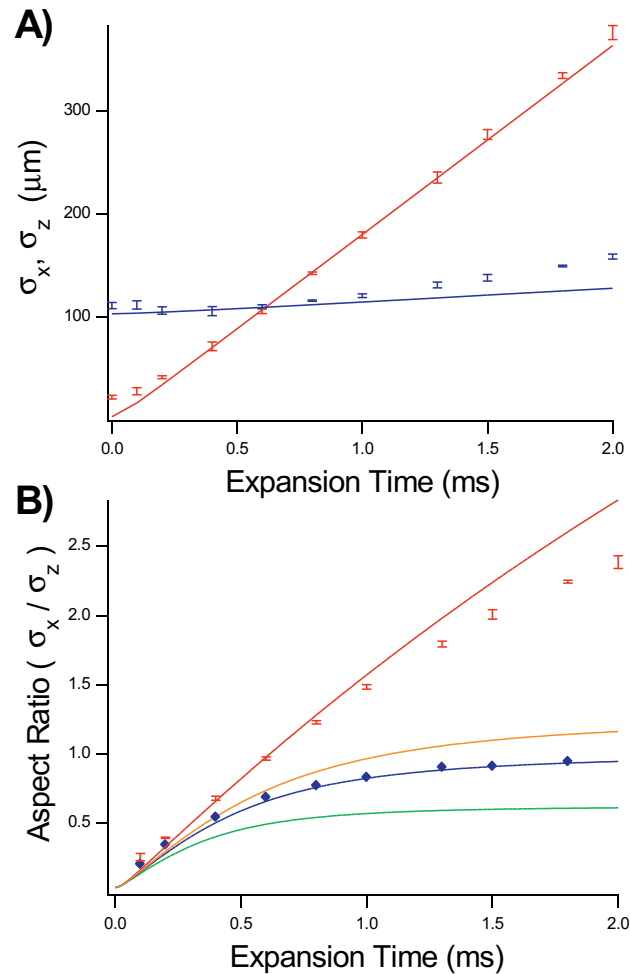 A)
300
200
100
σx, σz (μm)
0.0 0.5 1.0 1.5 2.0
Expansion Time (ms)
B)
2.5
2.0
1.5
1.0
0.5
Aspect Ratio ( σx / σz )
0.0 0.5 1.0 1.5 2.0
Expansion Time (ms)